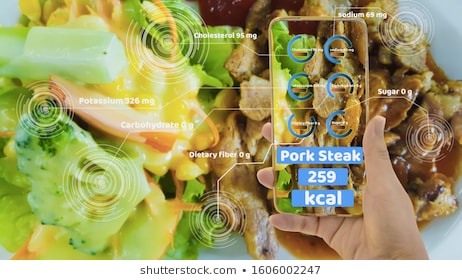 sodium 69 mg
Cholesterol 95 mg
Sugar 0 g
Potassium 326 mg
Carbohydrate 0 mg
Dietary fiber 0 g
Pork Steak
259
kcal
shutterstock.com • 1606002247